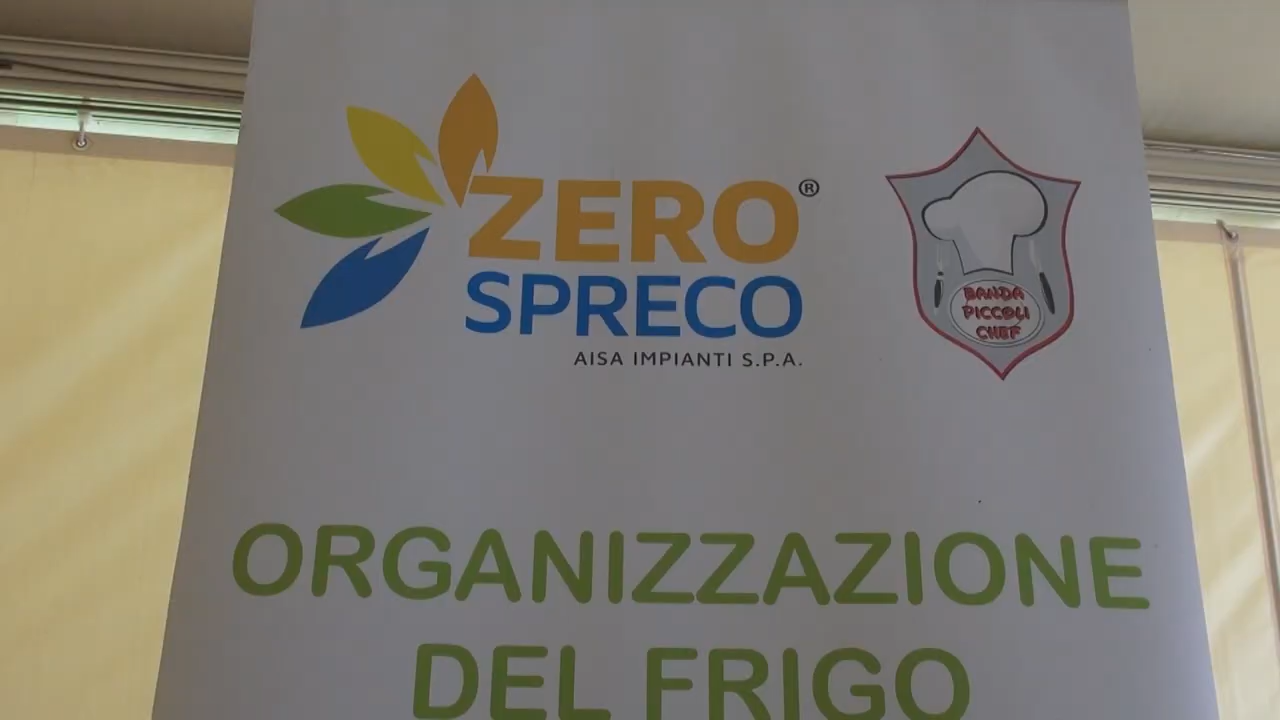 ZERO®
SPRECO
AISA IMPIANTI S.P.A.
BANDA
PICCOLI
CHEF
ORGANIZZAZIONE
DEL FRIGO